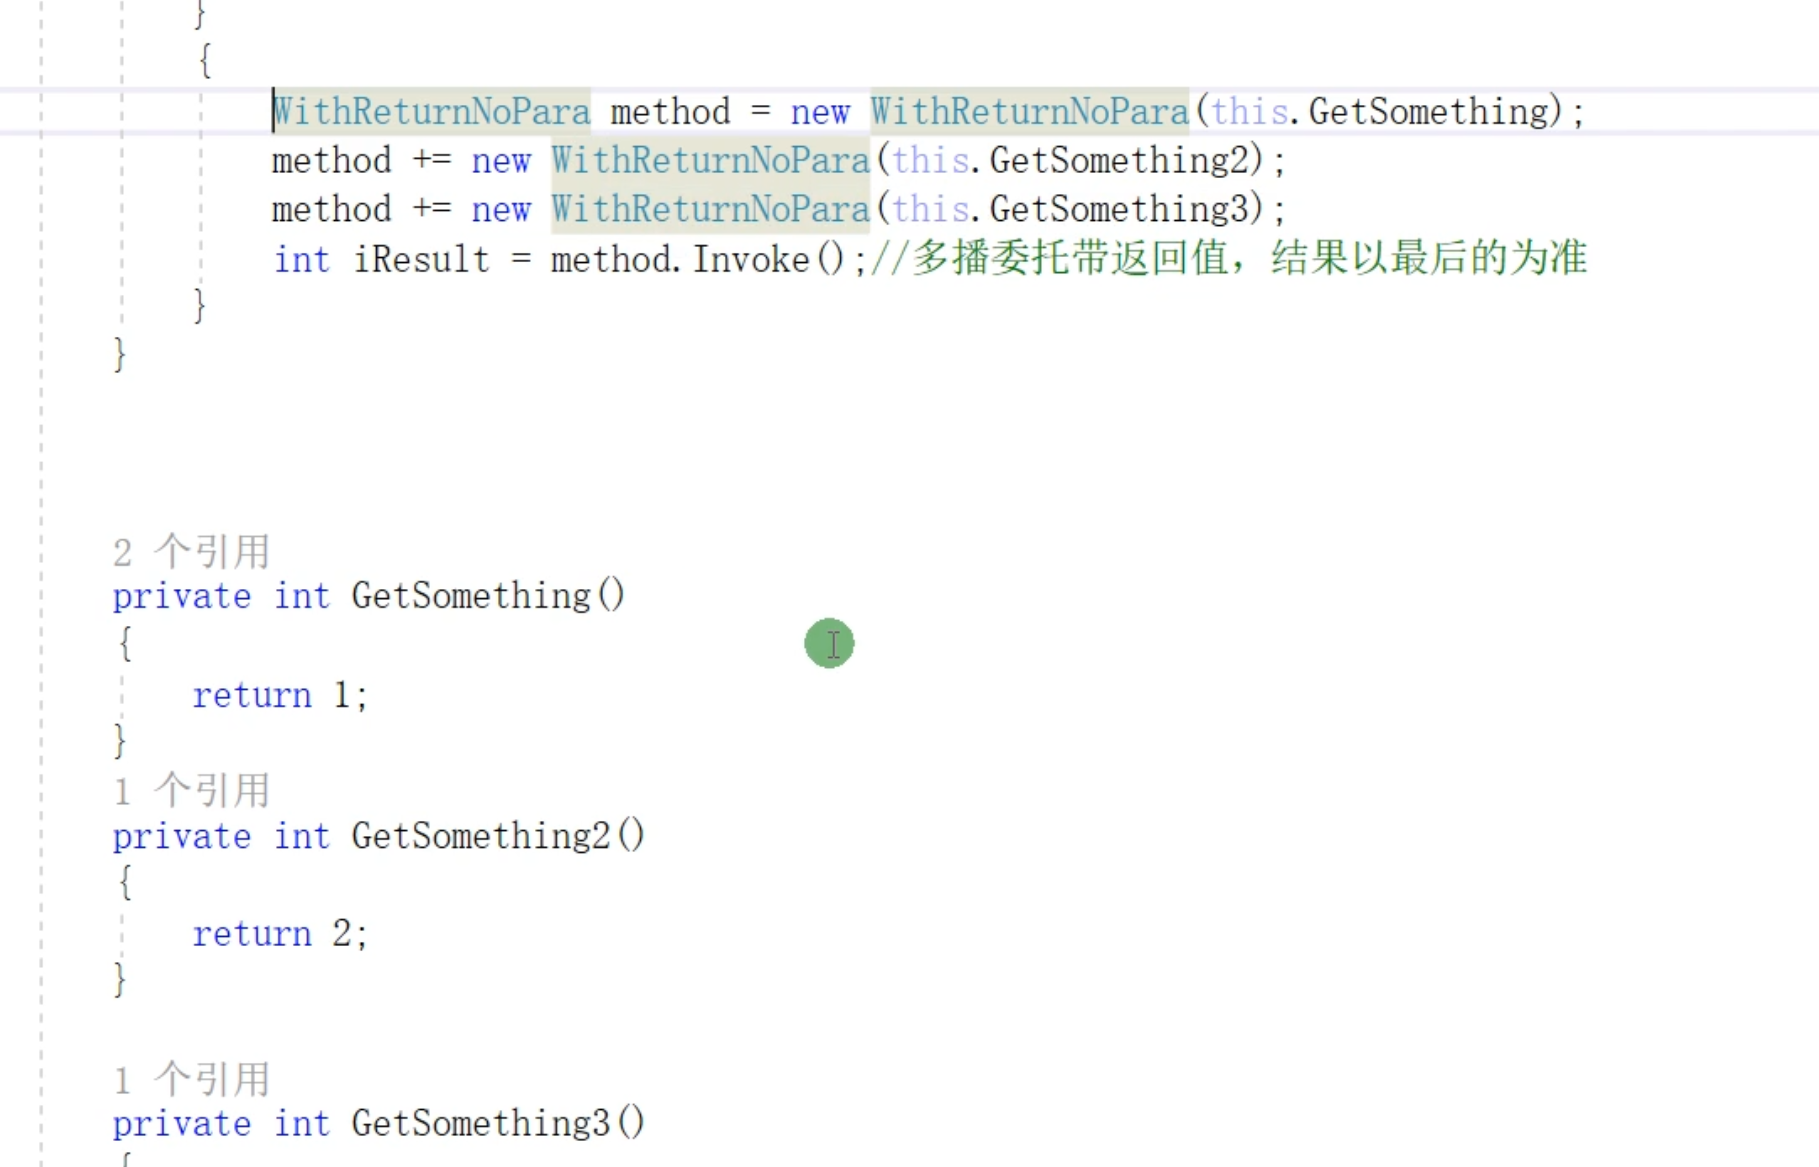 }
{
WithReturnNoPara method = new WithReturnNoPara(this.GetSomething);
method += new WithReturnNoPara(this.GetSomething2);
method += new WithReturnNoPara(this.GetSomething3);
int iResult = method.Invoke();//多播委托带返回值，结果以最后的为准
}
}
2 个引用
private int GetSomething()
{
return 1;
}
1 个引用
private int GetSomething2()
{
return 2;
}
1 个引用
private int GetSomething3()
{